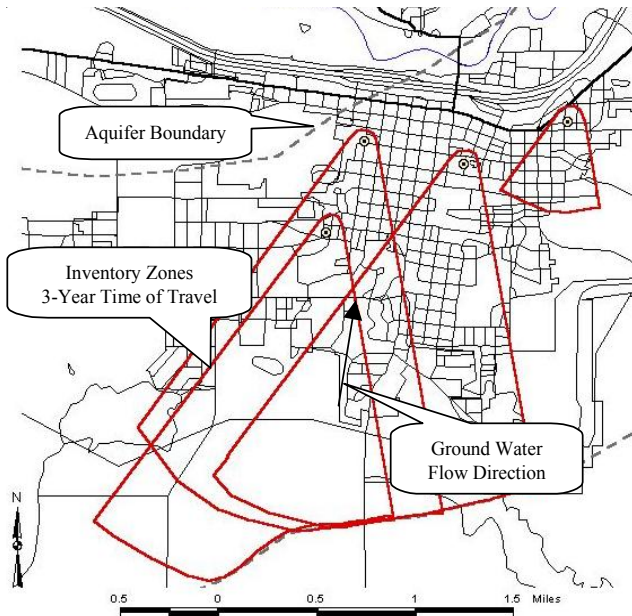 Aquifer Boundary
Inventory Zones
3-Year Time of Travel
Ground Water
Flow Direction
N
0.5 0 0.5 1 1.5 Miles